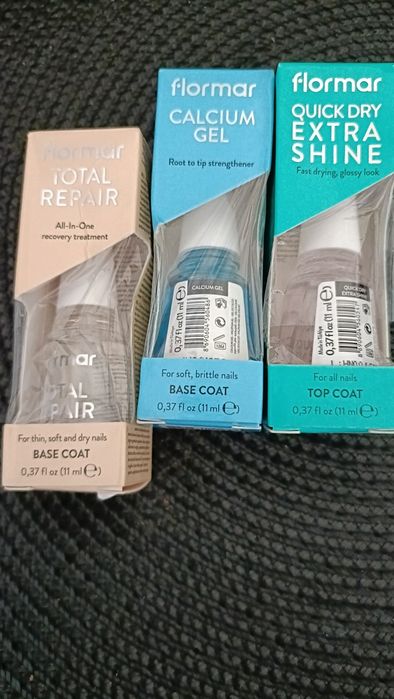 flormar
TOTAL
REPAIR
All-In-One
recovery treatment
flormar
TOTAL
REPAIR
For thin, soft and dry nails
BASE COAT
0,37 fl oz (11 ml e)
flormar
CALCIUM
GEL
Root to tip strengthener
CALCIUM GEL
0,37 fl oz (11 ml e)
For soft, brittle nails
BASE COAT
0,37 fl oz (11 ml e)
flormar
QUICK DRY
EXTRA
SHINE
Fast drying, glossy look
QUICK DRY
EXTRA SHINE
Made in Türkiye
0,37 fl oz (11 ml e)
For all nails
TOP COAT
0,37 fl oz (11 ml e)